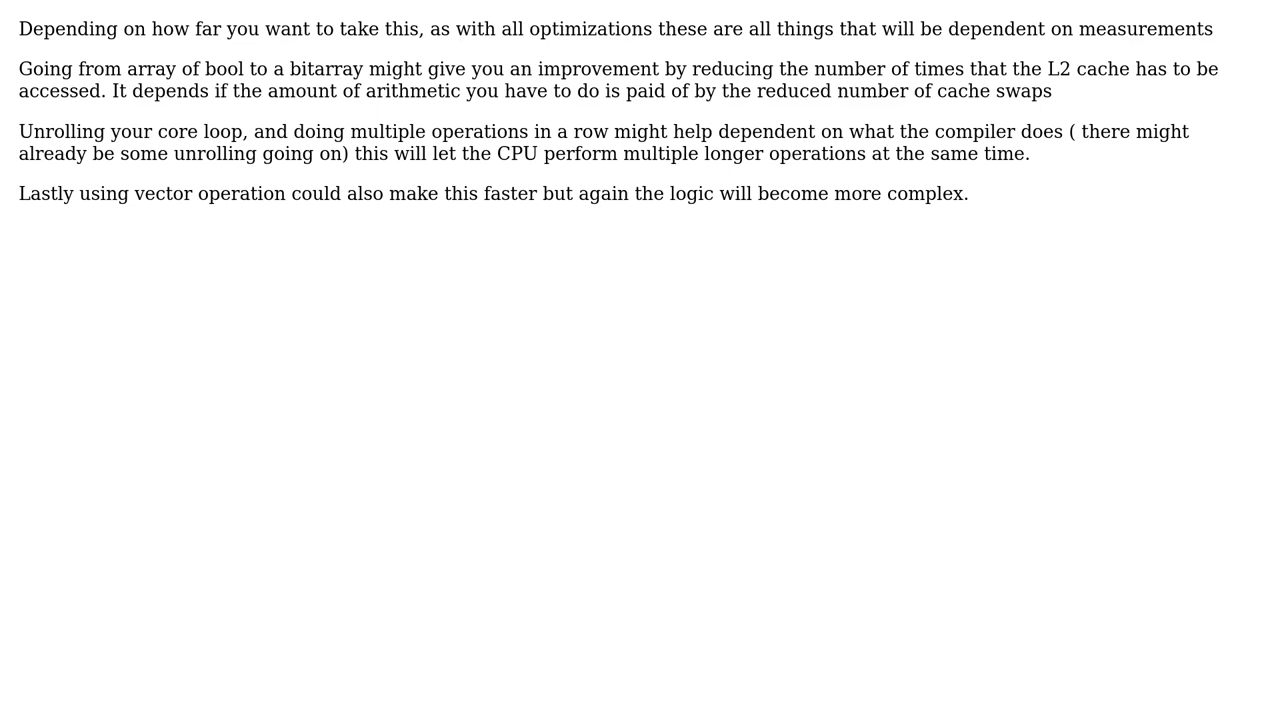 Depending on how far you want to take this, as with all optimizations these are all things that will be dependent on measurements
Going from array of bool to a bitarray might give you an improvement by reducing the number of times that the L2 cache has to be
accessed. It depends if the amount of arithmetic you have to do is paid of by the reduced number of cache swaps
Unrolling your core loop, and doing multiple operations in a row might help dependent on what the compiler does ( there might
already be some unrolling going on) this will let the CPU perform multiple longer operations at the same time.
Lastly using vector operation could also make this faster but again the logic will become more complex.